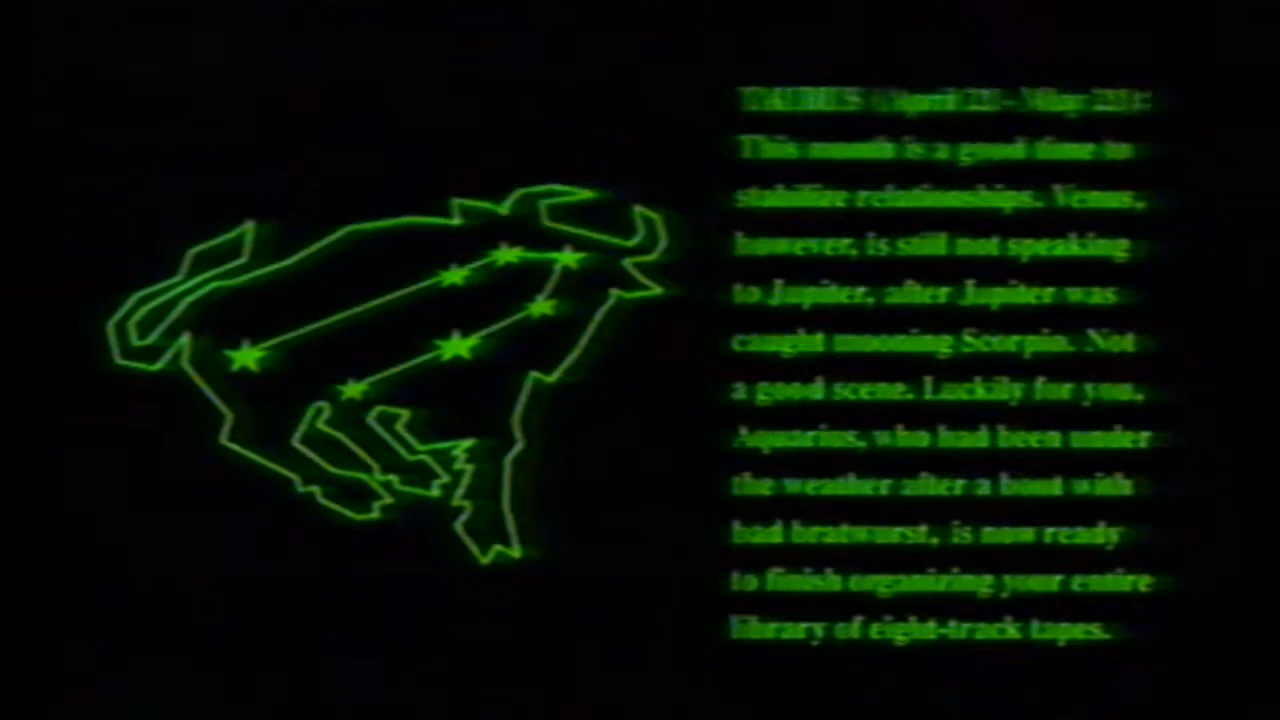 TAURUS (April 21 - May 21):
This month is a good time to
stabilize relationships. Venus,
however, is still not speaking
to Jupiter, after Jupiter was
caught mooning Scorpio. Not
a good scene. Luckily for you,
Aquarius, who had been under
the weather after a bout with
bad bratwurst, is now ready
to finish organizing your entire
library of eight-track tapes.